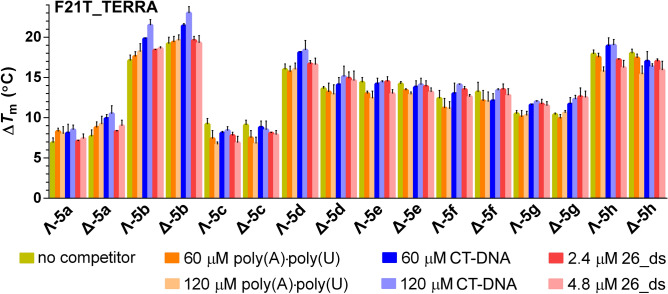 F21T_TERRA
ΔTm (°C)
20
15
10
5
0
Λ-5a Δ-5a Λ-5b Δ-5b Λ-5c Δ-5c Λ-5d Δ-5d Λ-5e Δ-5e Λ-5f Δ-5f Λ-5g Δ-5g Λ-5h Δ-5h
no competitor 60 μM poly(A)·poly(U) 60 μM CT-DNA 2.4 μM 26_ds
120 μM poly(A)·poly(U) 120 μM CT-DNA 4.8 μM 26_ds